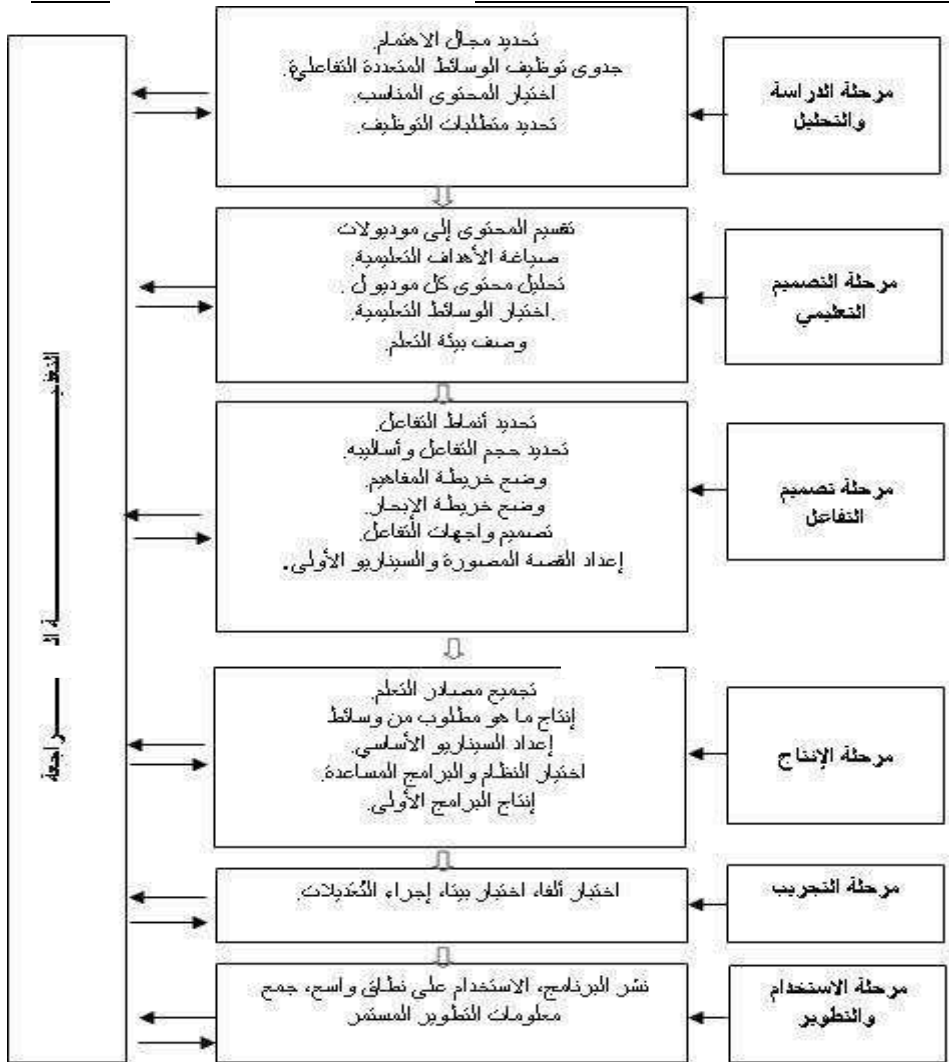 مرحلة الدراسة
والتحليل
تحديد مجال الاهتمام.
جدوى توظيف الوسائط المتعددة التفاعلية.
اختيار المحتوى المناسب.
تحديد متطلبات التوظيف.
مرحلة التصميم
التعليمي
تقسيم المحتوى إلى موديولات
صياغة الأهداف التعليمية.
تحليل محتوى كل موديول.
اختيار الوسائط التعليمية.
وصف بيئة التعلم.
مرحلة تصميم
التفاعل
تحديد أنماط التفاعل.
تحديد حجم التفاعل وأساليبه.
وضع خريطة المفاهيم.
وضع خريطة الإبحار.
تصميم واجهات التفاعل.
إعداد القصة المصورة والسيناريو الأولى.
مرحلة الإنتاج
تجميع مصادر التعلم.
إنتاج ما هو مطلوب من وسائط
إعداد السيناريو الأساسي.
اختيار النظام والبرامج المساعدة.
إنتاج البرامج الأولى.
مرحلة التجريب
اختبار ألفا، اختبار بيتا، إجراء التعديلات.
مرحلة الاستخدام
والتطوير
نشر البرنامج، الاستخدام على نطاق واسع، جمع
معلومات التطوير المستمر
التغذيـــــة الـــــراجعة